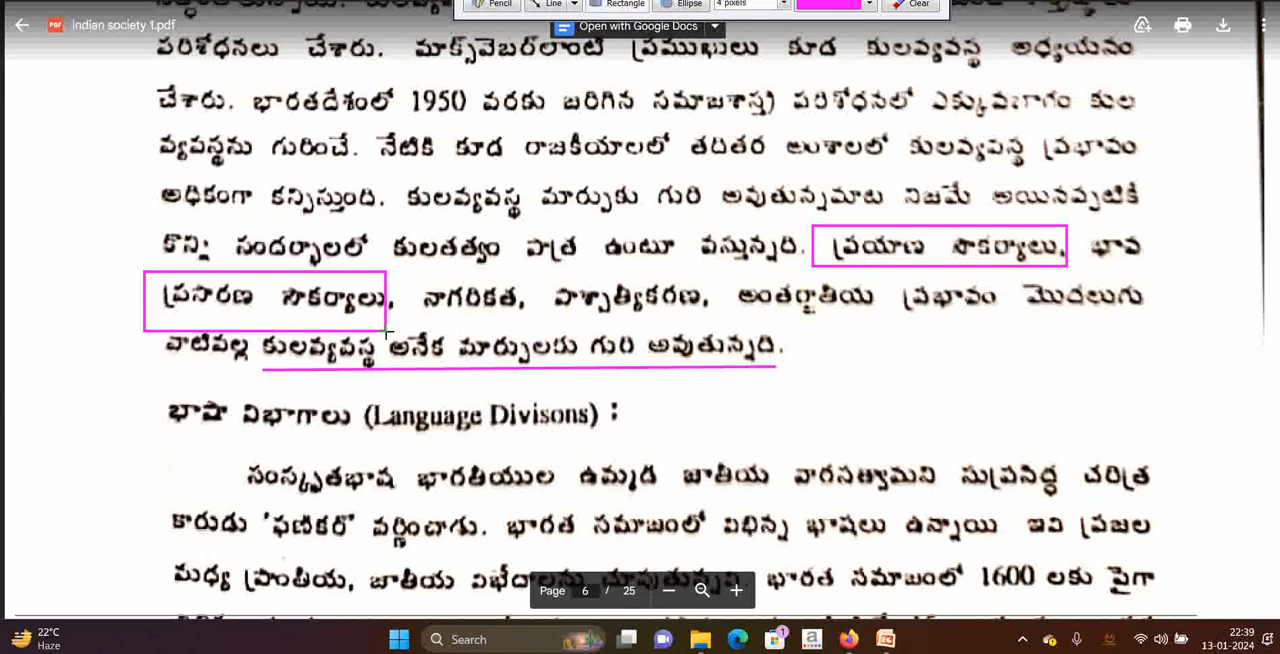 Pencil Line Rectangle Ellipse 4 pixels Clear
Indian society 1.pdf
Open with Google Docs
పరిశోధనలు చేశారు. మాక్స్‌వెబర్‌లాంటి ప్రముఖులు కూడ కులవ్యవస్థ అధ్యయనం
చేశారు. భారతదేశంలో 1950 వరకు జరిగిన సమాజశాస్త్ర పరిశోధనలో ఎక్కువభాగం కుల
వ్యవస్థను గురించే. నేటికి కూడ రాజకీయాలలో తదితర అంశాలలో కులవ్యవస్థ ప్రభావం
అధికంగా కన్పిస్తుంది. కులవ్యవస్థ మార్పుకు గురి అవుతున్నమాట నిజమే అయినప్పటికీ
కొన్ని సందర్భాలలో కులతత్వం పాత్ర ఉంటూ వస్తున్నది. ప్రయాణ సౌకర్యాలు, భావ
ప్రసారణ సౌకర్యాలు, నాగరికత, పాశ్చాత్యీకరణ, అంతర్జాతీయ ప్రభావం మొదలుగు
వాటివల్ల కులవ్యవస్థ అనేక మార్పులకు గురి అవుతున్నది.
భాషా విభాగాలు (Language Divisons) :
సంస్కృతభాష భారతీయుల ఉమ్మడి జాతీయ వారసత్వామని సుప్రసిద్ధ చరిత్ర
కారుడు 'ఫణికర్' వర్ణించాడు. భారత సమాజంలో విభిన్న భాషలు ఉన్నాయి ఇవి ప్రజల
మధ్య ప్రాంతీయ, జాతీయ విభేదాలను చూపుతున్నవి. భారత సమాజంలో 1600 లకు పైగా
Page 6 / 25
22°C
Haze
Search
22:39
13-01-2024